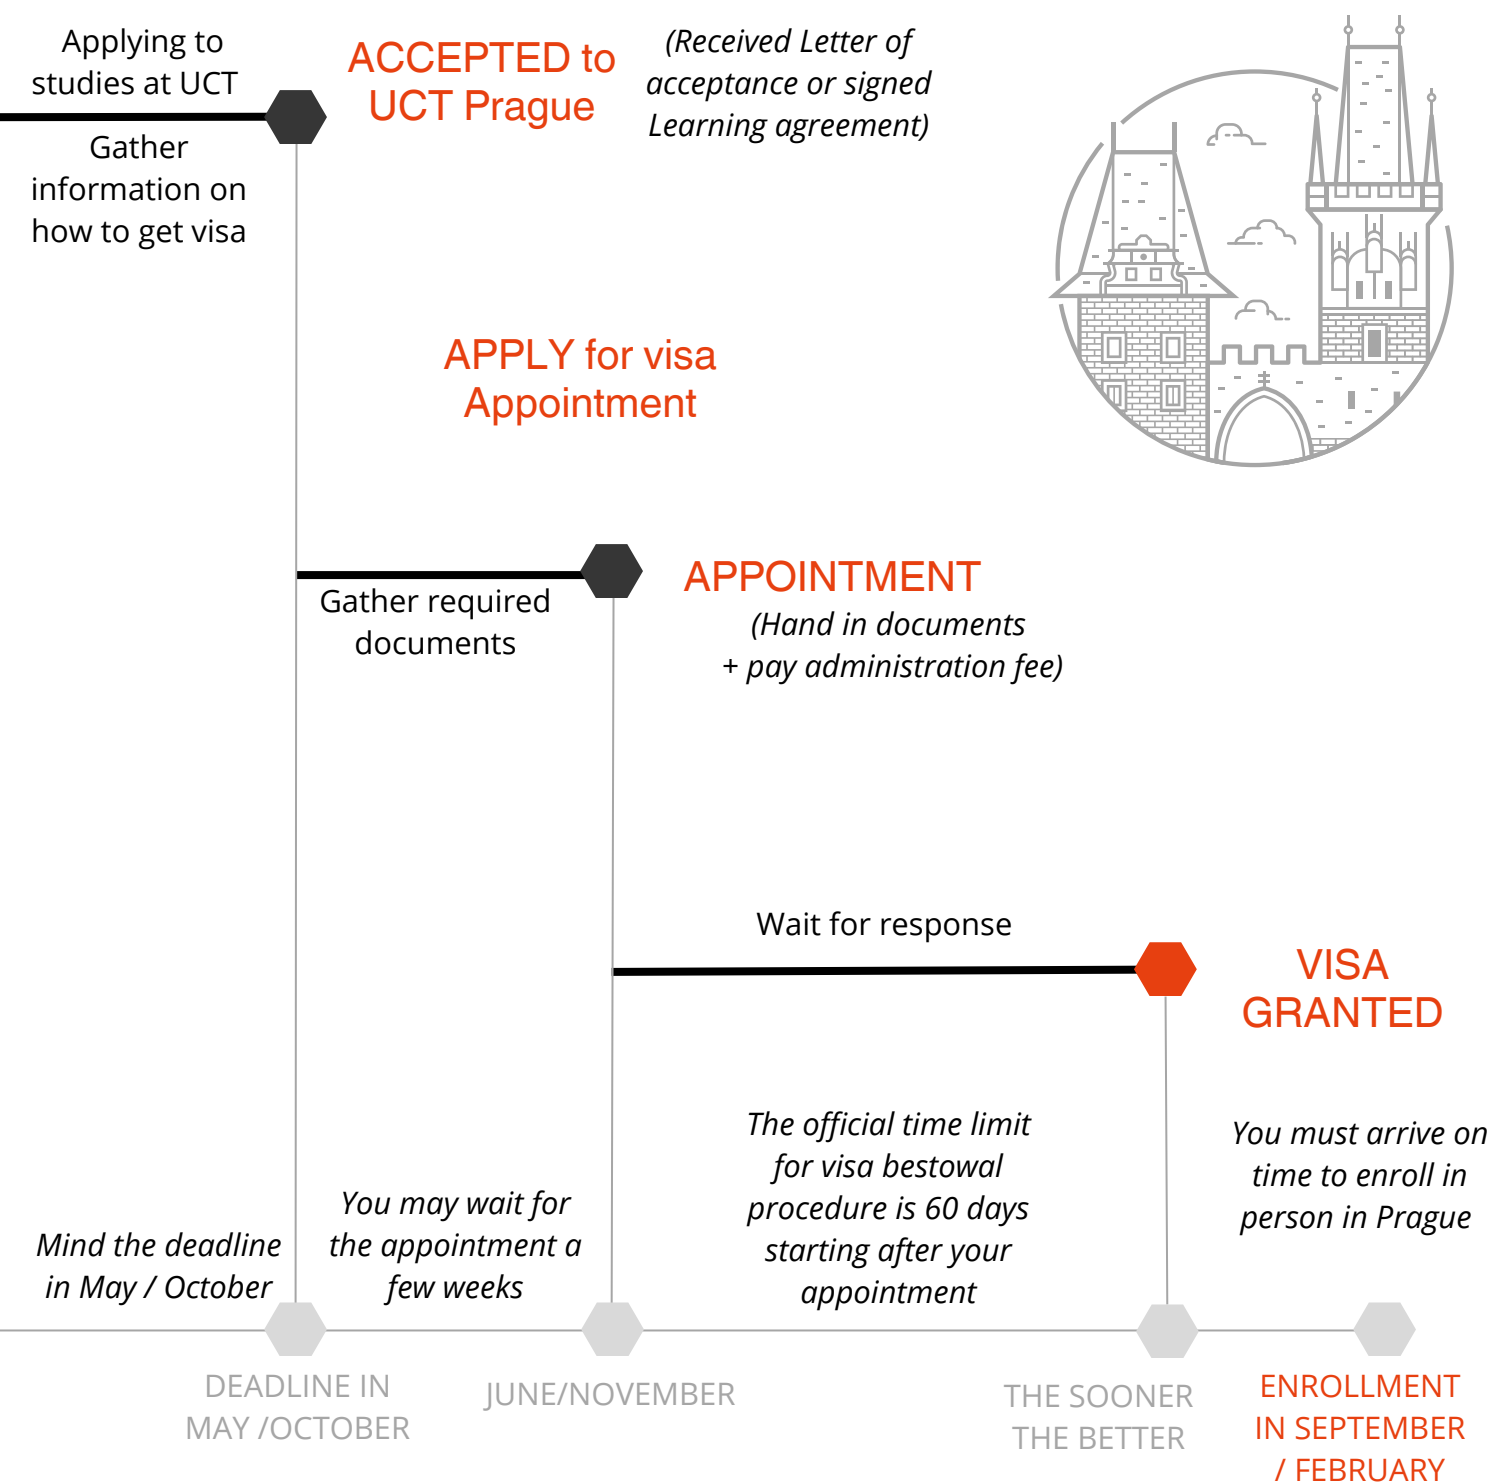 Applying to
studies at UCT
Gather
information on
how to get visa
ACCEPTED to
UCT Prague
(Received Letter of
acceptance or signed
Learning agreement)
APPLY for visa
Appointment
Gather required
documents
APPOINTMENT
(Hand in documents
+ pay administration fee)
Wait for response
VISA
GRANTED
Mind the deadline
in May / October
You may wait for
the appointment a
few weeks
The official time limit
for visa bestowal
procedure is 60 days
starting after your
appointment
You must arrive on
time to enroll in
person in Prague
DEADLINE IN
MAY /OCTOBER
JUNE/NOVEMBER
THE SOONER
THE BETTER
ENROLLMENT
IN SEPTEMBER
/ FEBRUARY